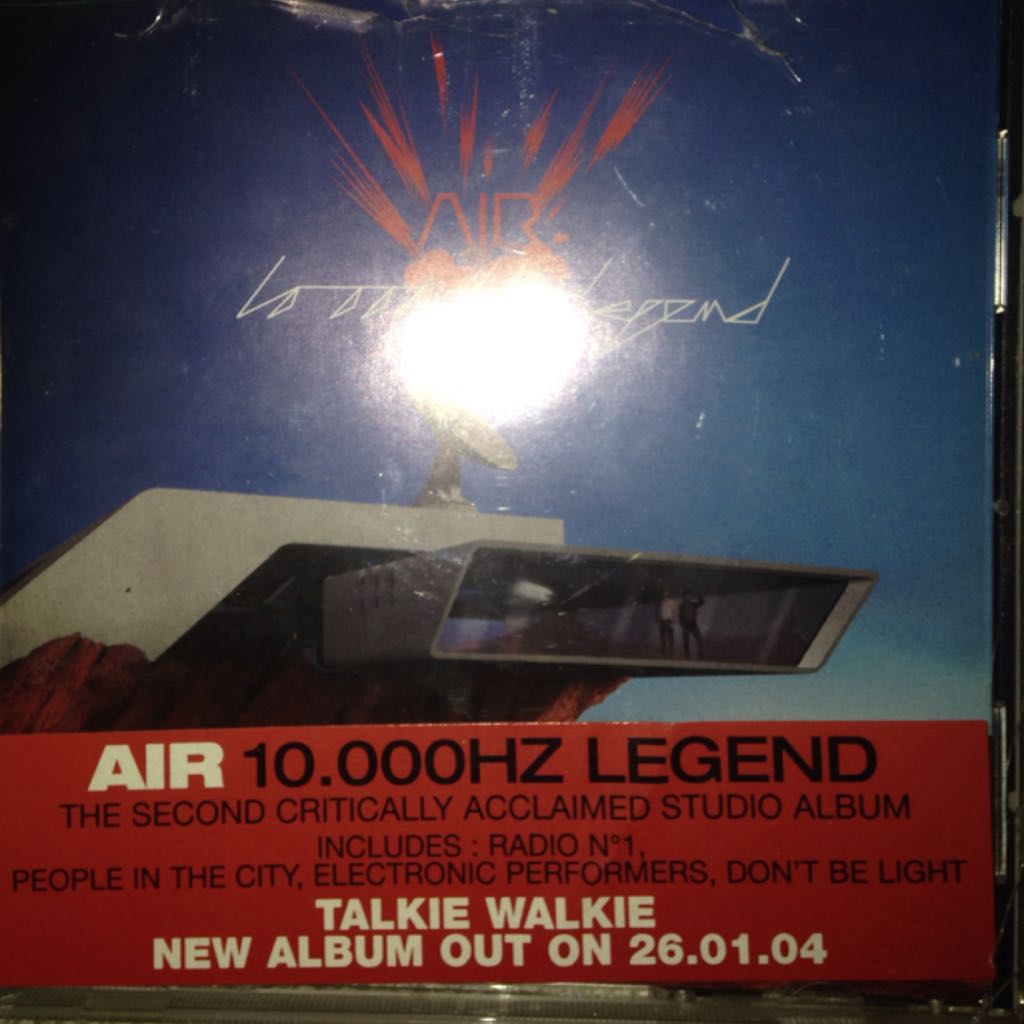 AIR
Legend
AIR 10.000HZ LEGEND
THE SECOND CRITICALLY ACCLAIMED STUDIO ALBUM
INCLUDES : RADIO N°1,
PEOPLE IN THE CITY, ELECTRONIC PERFORMERS, DON'T BE LIGHT
TALKIE WALKIE
NEW ALBUM OUT ON 26.01.04